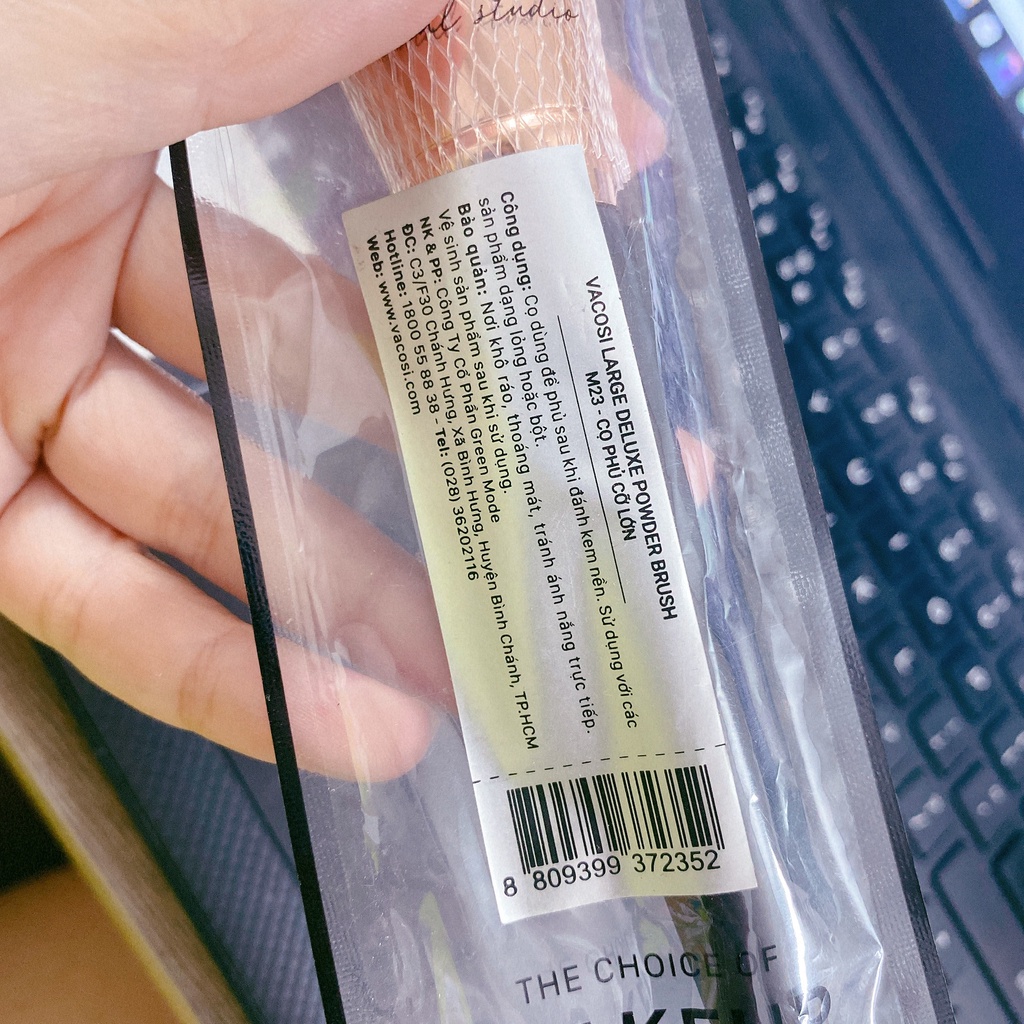 studio
VACOSI LARGE DELUXE POWDER BRUSH
M23 - CỌ PHỦ CỠ LỚN
Công dụng: Cọ dùng để phủ sau khi đánh kem nền. Sử dụng với các
sản phẩm dạng lỏng hoặc bột.
Bảo quản: Nơi khô ráo, thoáng mát, tránh ánh nắng trực tiếp.
Vệ sinh sản phẩm sau khi sử dụng.
NK & PP: Công Ty Cổ Phần Green Mode
ĐC: C3/F30 Chánh Hưng, Xã Bình Hưng, Huyện Bình Chánh, TP.HCM
Hotline: 1800 55 88 38 - Tel: (028) 36202116
Web: www.vacosi.com
8 809399 372352
THE CHOICE OF